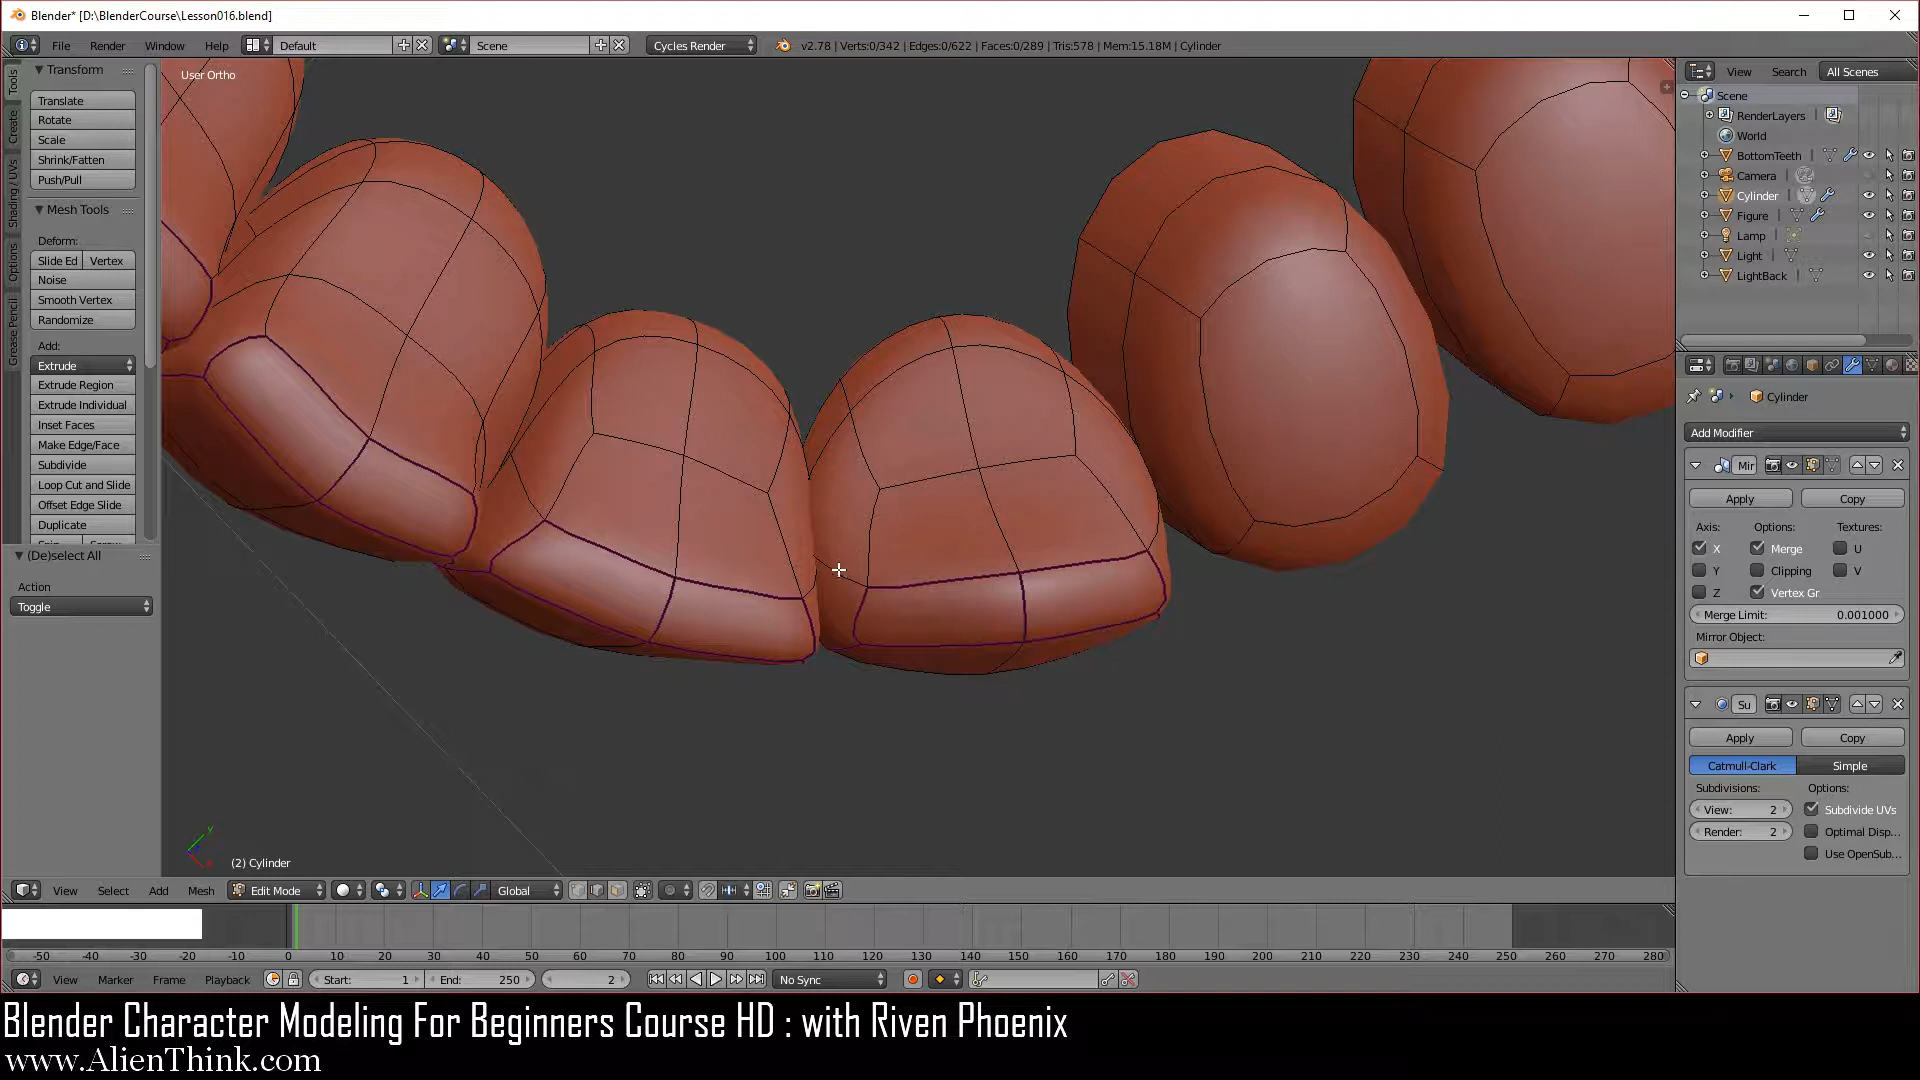 Blender* [D:\BlenderCourse\Lesson016.blend]
File Render Window Help Default Scene Cycles Render v2.78 | Verts:0/342 | Edges:0/622 | Faces:0/289 | Tris:578 | Mem:15.18M | Cylinder
Tools
Create
Shading / UVs
Options
Grease Pencil
Transform
Translate
Rotate
Scale
Shrink/Fatten
Push/Pull
Mesh Tools
Deform:
Slide Ed Vertex
Noise
Smooth Vertex
Randomize
Add:
Extrude
Extrude Region
Extrude Individual
Inset Faces
Make Edge/Face
Subdivide
Loop Cut and Slide
Offset Edge Slide
Duplicate
(De)select All
Action
Toggle
User Ortho
(2) Cylinder
View Search All Scenes
Scene
RenderLayers
World
BottomTeeth
Camera
Cylinder
Figure
Lamp
Light
LightBack
Cylinder
Add Modifier
Mir
Apply Copy
Axis: Options: Textures:
X Merge U
Y Clipping V
Z Vertex Gr
Merge Limit: 0.001000
Mirror Object:
Su
Apply Copy
Catmull-Clark Simple
Subdivisions: Options:
View: 2 Subdivide UVs
Render: 2 Optimal Disp...
Use OpenSub...
View Select Add Mesh Edit Mode Global
-50 -40 -30 -20 -10 0 10 20 30 40 50 60 70 80 90 100 110 120 130 140 150 160 170 180 190 200 210 220 230 240 250 260 270 280
View Marker Frame Playback Start: 1 End: 250 2 No Sync
Blender Character Modeling For Beginners Course HD : with Riven Phoenix
www.AlienThink.com